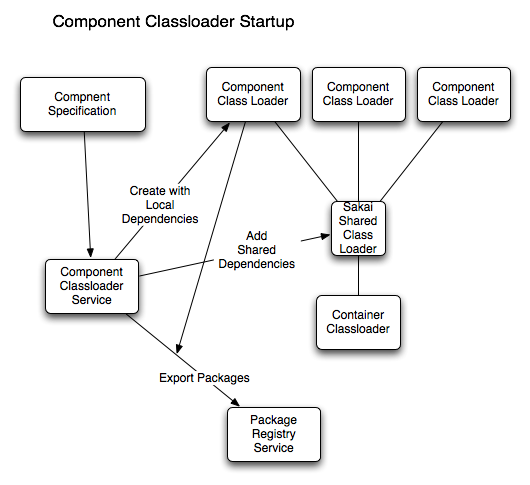 Component Classloader Startup
Compnent
Specification
Component
Class Loader
Component
Class Loader
Component
Class Loader
Create with
Local
Dependencies
Sakai
Shared
Class
Loader
Add
Shared
Dependencies
Component
Classloader
Service
Container
Classloader
Export Packages
Package
Registry
Service